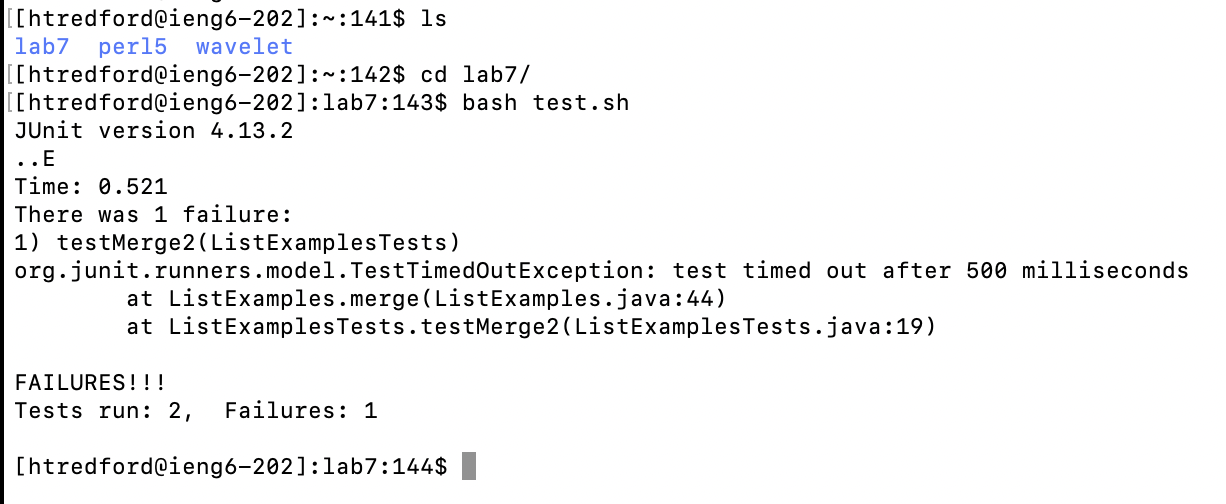 [[htredford@ieng6-202]:~:141$ ls
lab7  perl5  wavelet
[[htredford@ieng6-202]:~:142$ cd lab7/
[[htredford@ieng6-202]:lab7:143$ bash test.sh
JUnit version 4.13.2
..E
Time: 0.521
There was 1 failure:
1) testMerge2(ListExamplesTests)
org.junit.runners.model.TestTimedOutException: test timed out after 500 milliseconds
        at ListExamples.merge(ListExamples.java:44)
        at ListExamplesTests.testMerge2(ListExamplesTests.java:19)

FAILURES!!!
Tests run: 2,  Failures: 1

[htredford@ieng6-202]:lab7:144$